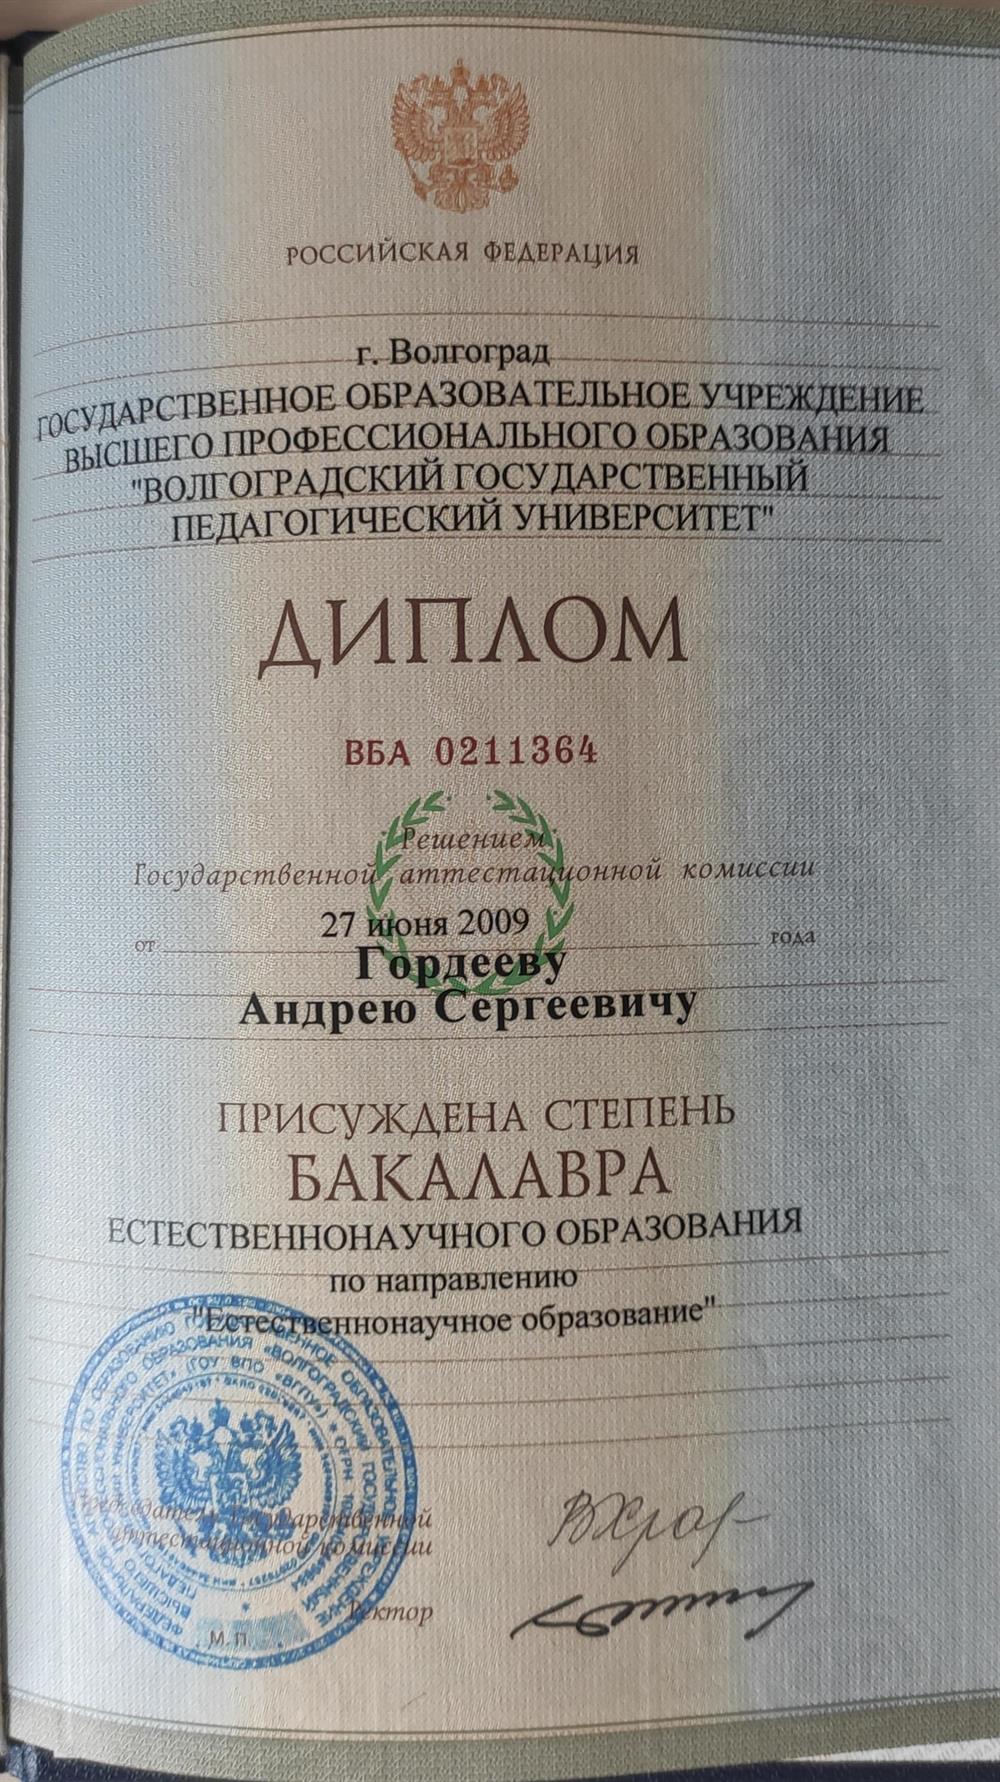 РОССИЙСКАЯ ФЕДЕРАЦИЯ
г. Волгоград
ГОСУДАРСТВЕННОЕ ОБРАЗОВАТЕЛЬНОЕ УЧРЕЖДЕНИЕ
ВЫСШЕГО ПРОФЕССИОНАЛЬНОГО ОБРАЗОВАНИЯ
"ВОЛГОГРАДСКИЙ ГОСУДАРСТВЕННЫЙ
ПЕДАГОГИЧЕСКИЙ УНИВЕРСИТЕТ"
ДИПЛОМ
ВБА 0211364
Решением
Государственной аттестационной комиссии
от 27 июня 2009 года
Гордееву
Андрею Сергеевичу
ПРИСУЖДЕНА СТЕПЕНЬ
БАКАЛАВРА
ЕСТЕСТВЕННОНАУЧНОГО ОБРАЗОВАНИЯ
по направлению
"Естественнонаучное образование"
Председатель Государственной
аттестационной комиссии
Ректор
М. П.